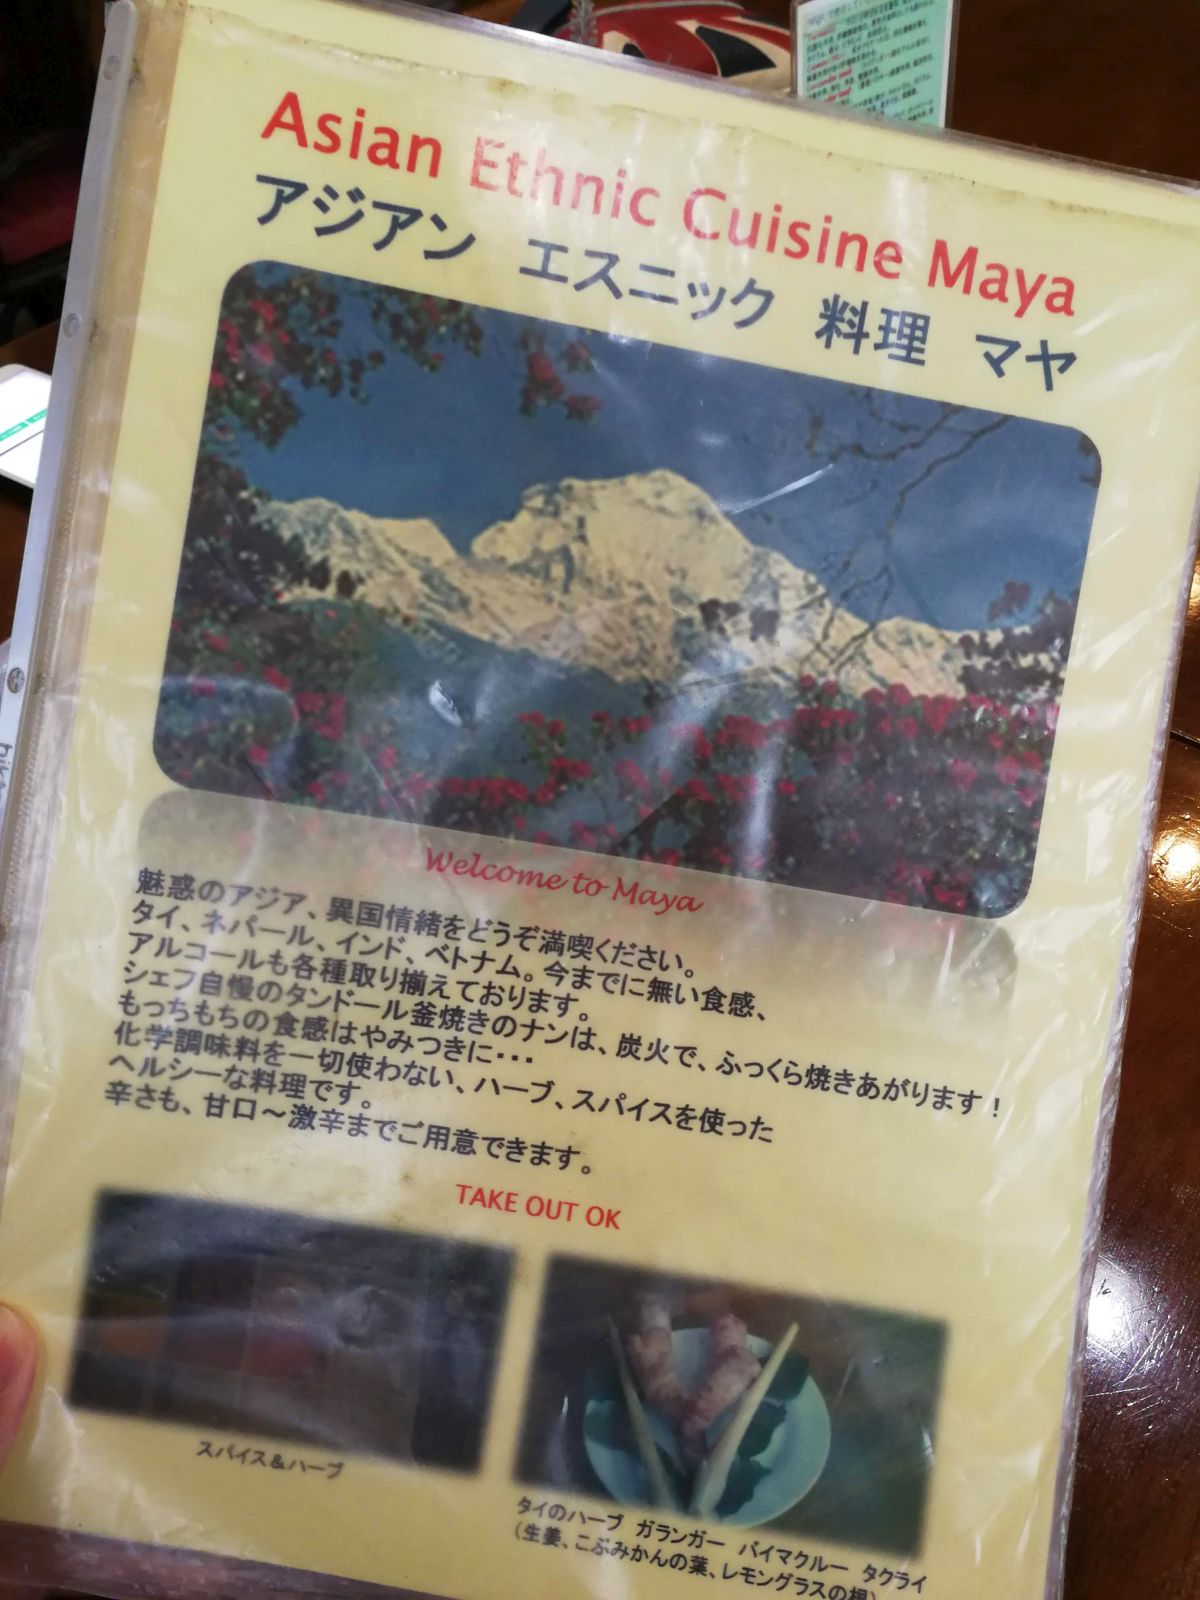 Asian Ethnic Cuisine Maya
アジアン エスニック 料理 マヤ
Welcome to Maya
魅惑のアジア、異国情緒をどうぞ満喫ください。
タイ、ネパール、インド、ベトナム。今までに無い食感、
アルコールも各種取り揃えております。
シェフ自慢のタンドール釜焼きのナンは、炭火で、ふっくら焼きあがります！
もっちもちの食感はやみつきに・・・
化学調味料を一切使わない、ハーブ、スパイスを使った
ヘルシーな料理です。
辛さも、甘口～激辛までご用意できます。
TAKE OUT OK
スパイス&ハーブ
タイのハーブ ガランガー バイマクルー タクライ
（生姜、こぶみかんの葉、レモングラスの根）